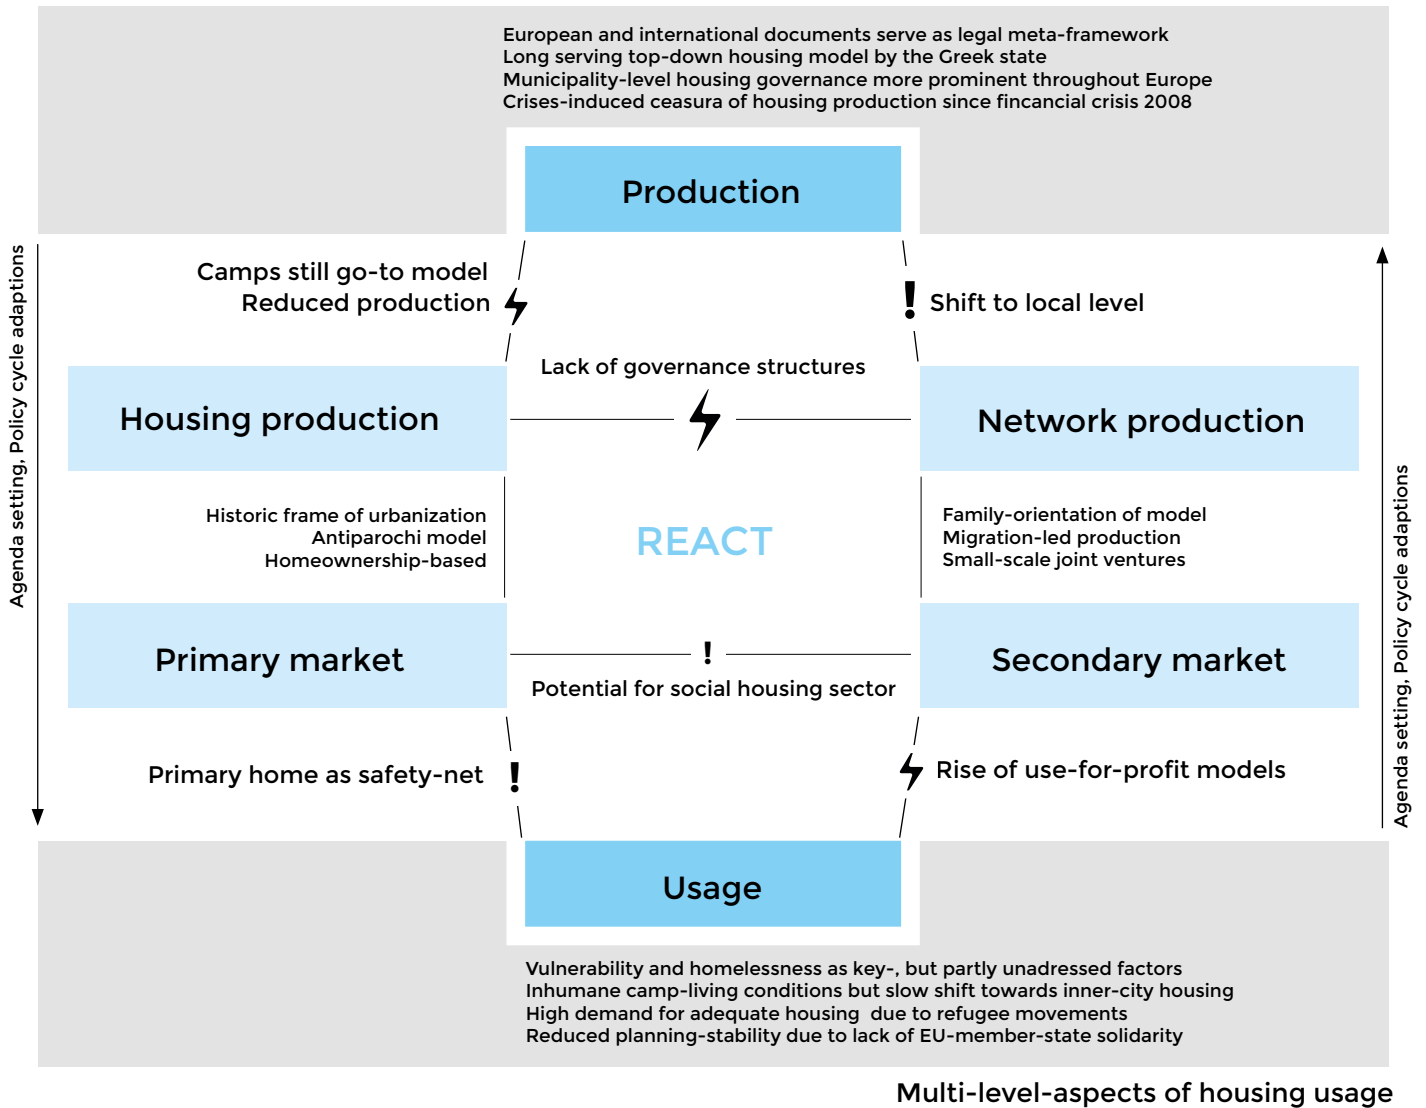 European and international documents serve as legal meta-framework
Long serving top-down housing model by the Greek state
Municipality-level housing governance more prominent throughout Europe
Crises-induced ceasura of housing production since fincancial crisis 2008
Production
Agenda setting, Policy cycle adaptions
Camps still go-to model
Reduced production
!
Shift to local level
Lack of governance structures
Housing production
Network production
Historic frame of urbanization
Antiparochi model
Homeownership-based
REACT
Family-orientation of model
Migration-led production
Small-scale joint ventures
Agenda setting, Policy cycle adaptions
Primary market
!
Secondary market
Potential for social housing sector
Primary home as safety-net
!
Rise of use-for-profit models
Usage
Vulnerability and homelessness as key-, but partly unadressed factors
Inhumane camp-living conditions but slow shift towards inner-city housing
High demand for adequate housing due to refugee movements
Reduced planning-stability due to lack of EU-member-state solidarity
Multi-level-aspects of housing usage